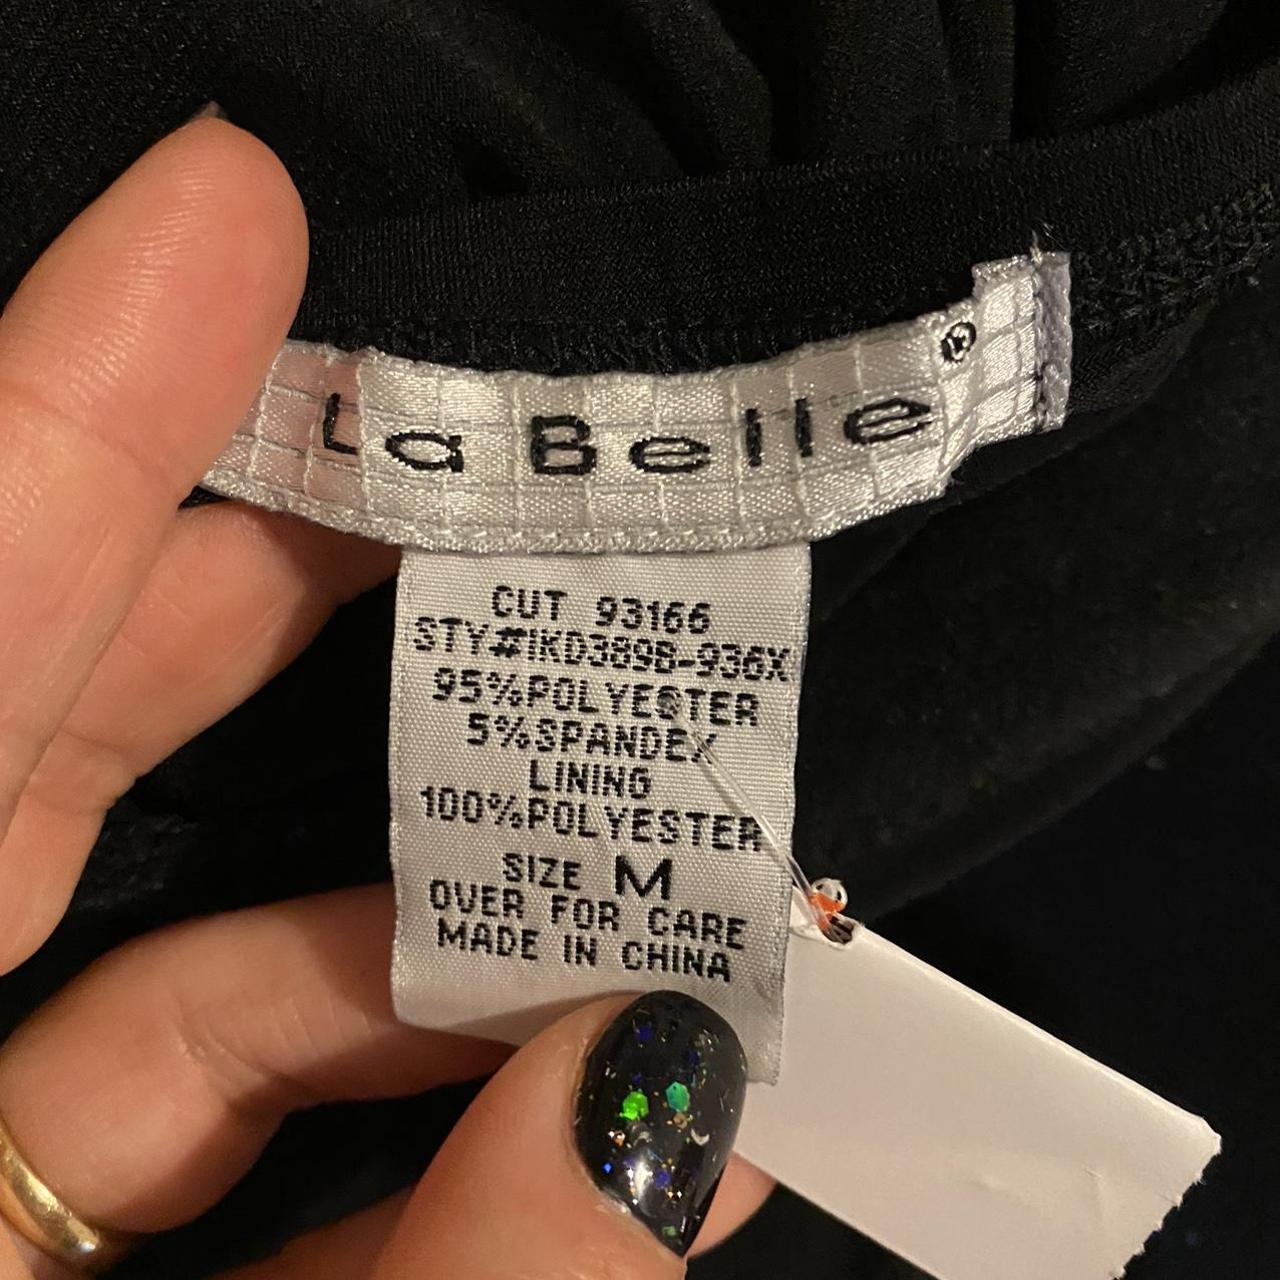 La Belle®
CUT 93166
STY#IKD389B-936X
95%POLYESTER
5%SPANDEX
LINING
100%POLYESTER
SIZE M
OVER FOR CARE
MADE IN CHINA